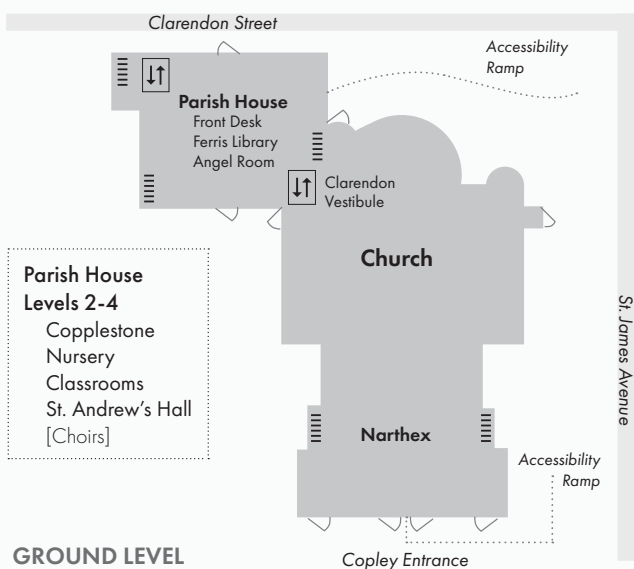 Clarendon Street
Accessibility
Ramp
Parish House
Front Desk
Ferris Library
Angel Room
Clarendon
Vestibule
Church
Parish House
Levels 2-4
Copplestone
Nursery
Classrooms
St. Andrew's Hall
[Choirs]
St. James Avenue
Narthex
Accessibility
Ramp
GROUND LEVEL
Copley Entrance